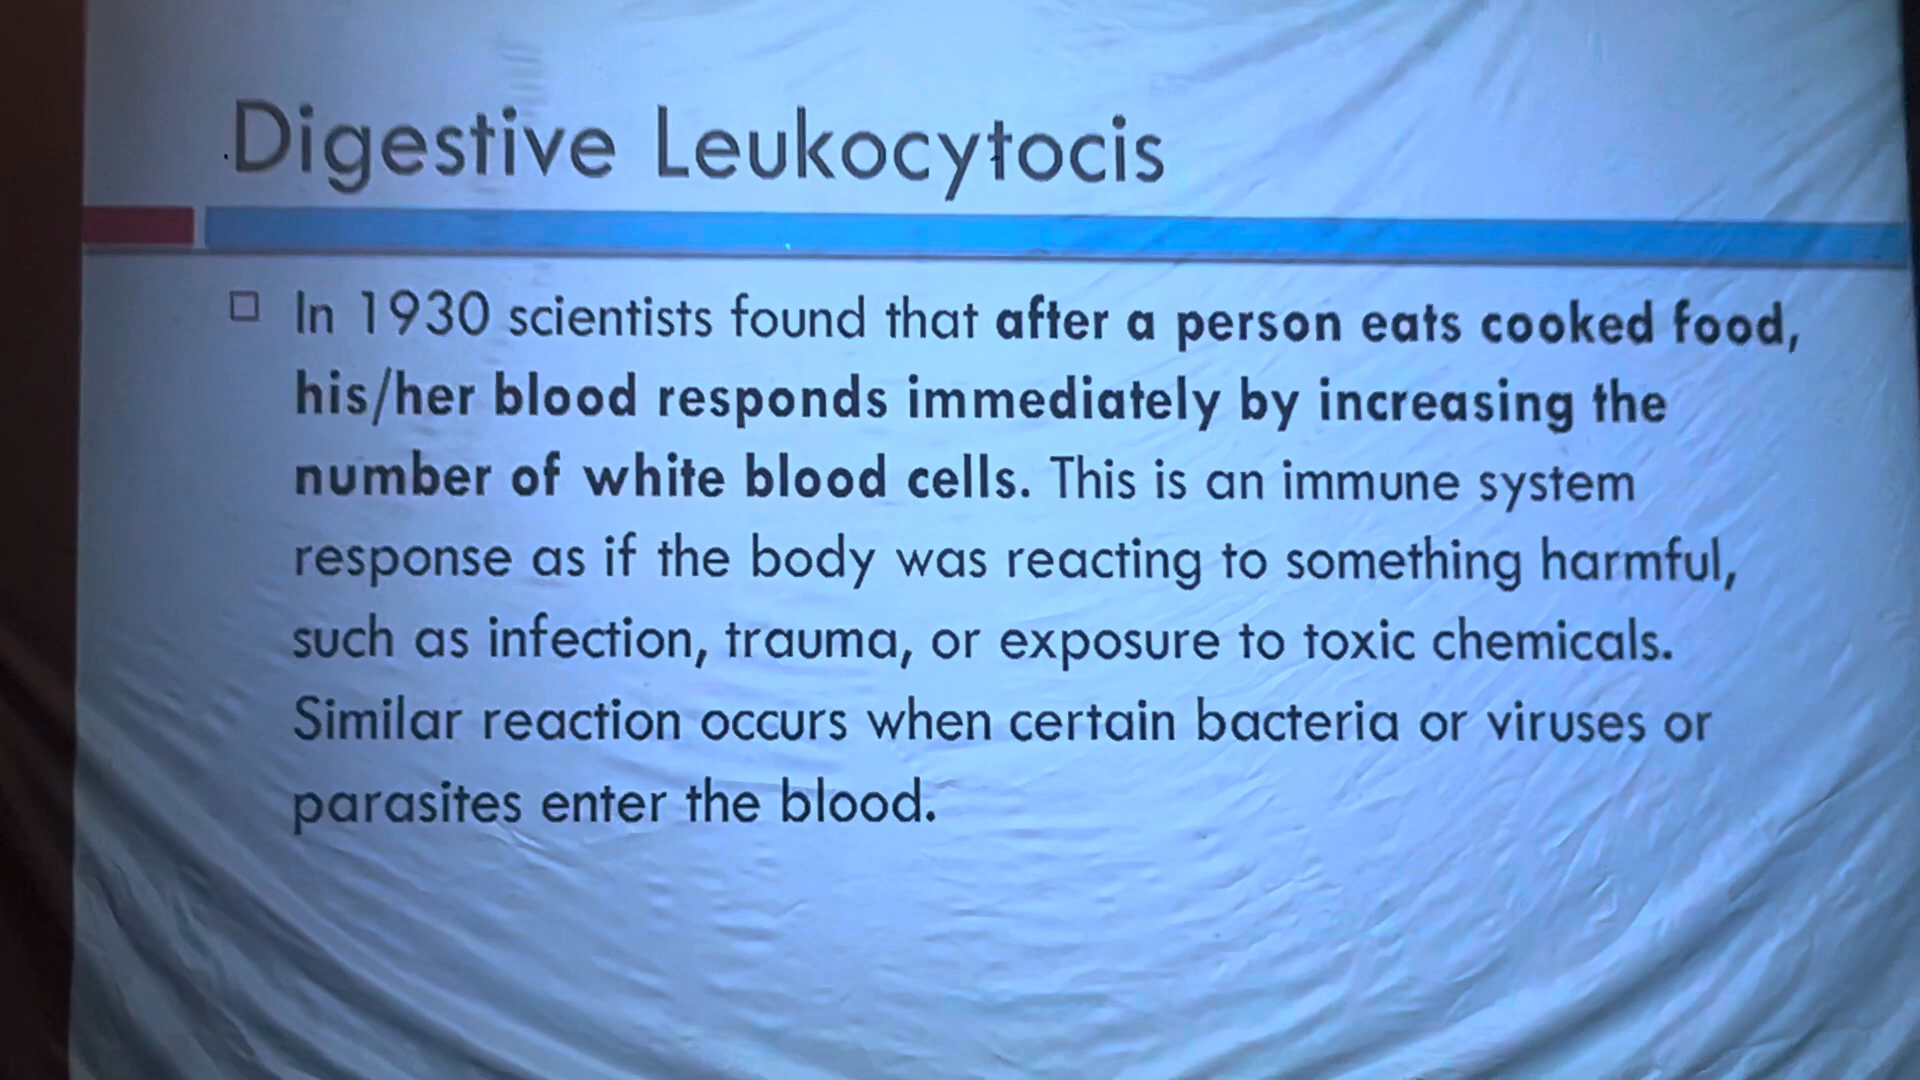 Digestive Leukocytocis
In 1930 scientists found that after a person eats cooked food,
his/her blood responds immediately by increasing the
number of white blood cells. This is an immune system
response as if the body was reacting to something harmful,
such as infection, trauma, or exposure to toxic chemicals.
Similar reaction occurs when certain bacteria or viruses or
parasites enter the blood.